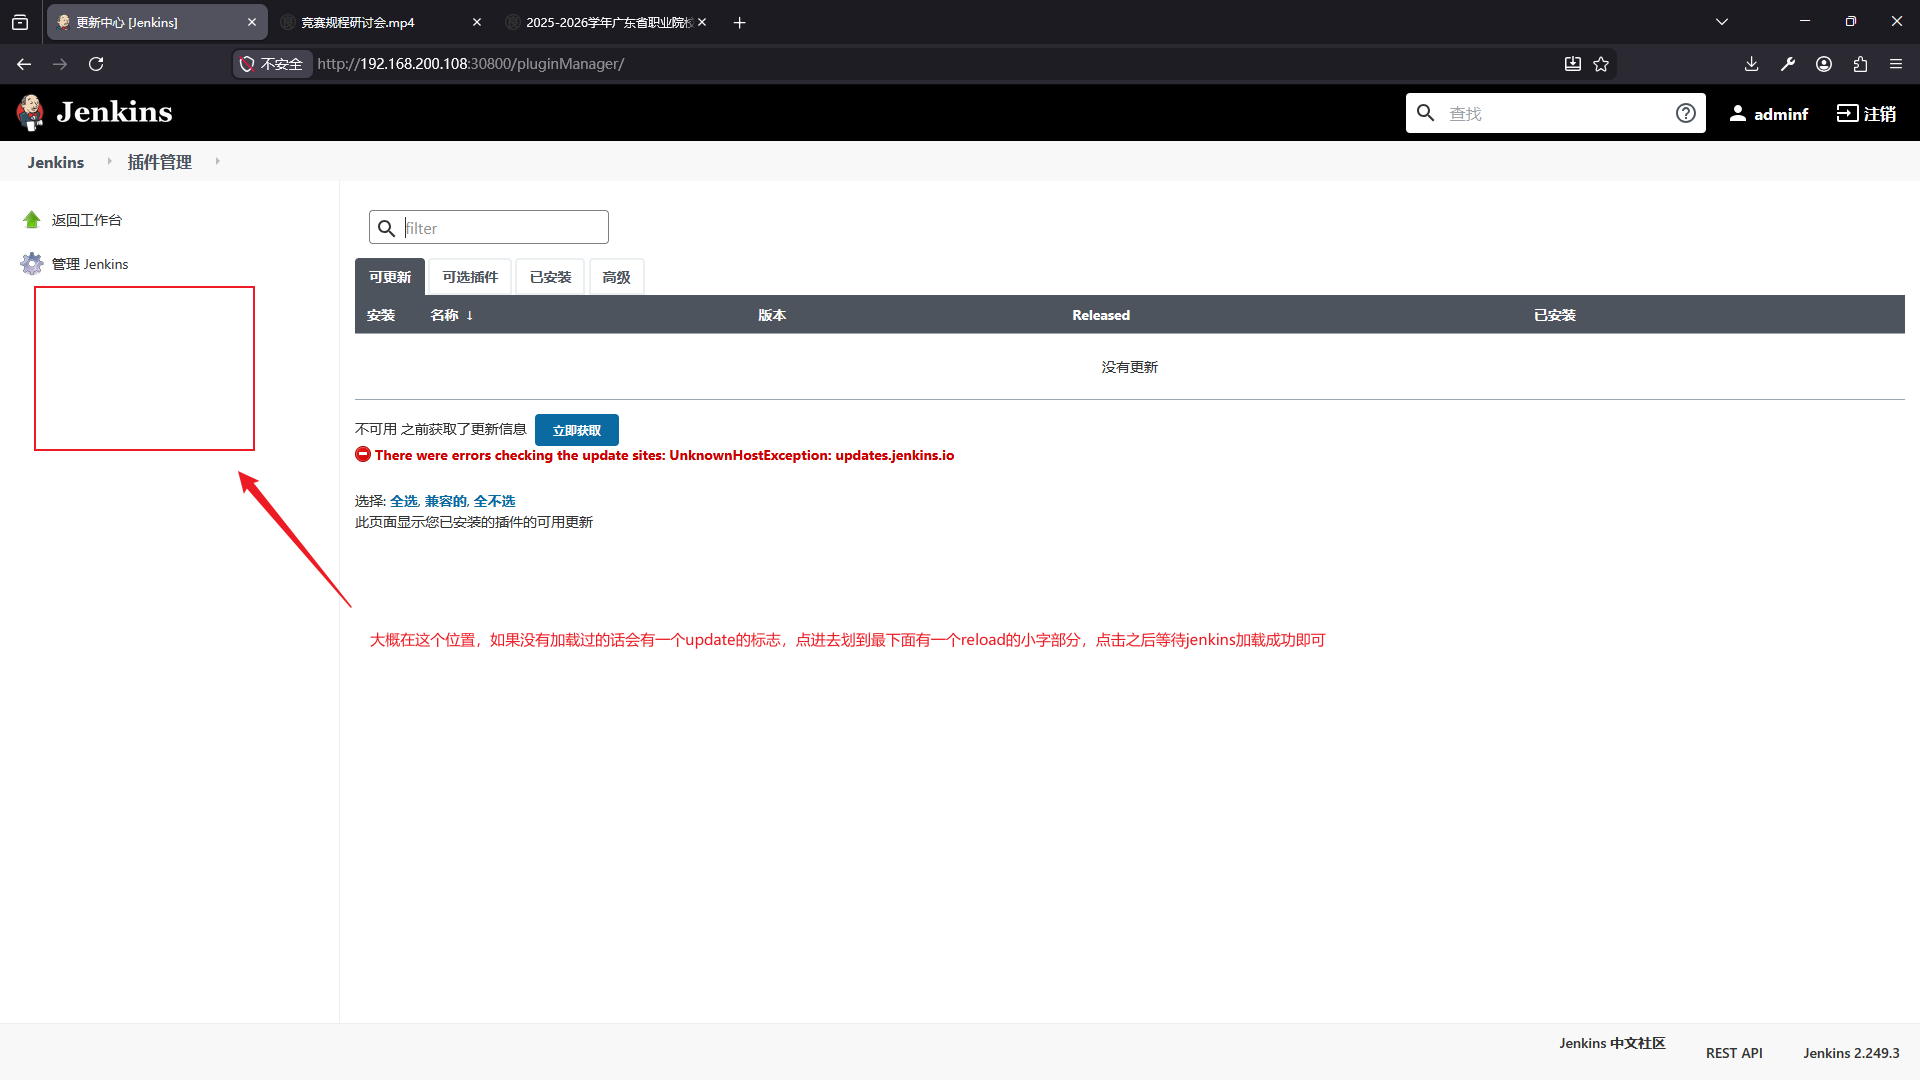 更新中心 [Jenkins]
竞赛规程研讨会.mp4
2025-2026学年广东省职业院校
不安全
http://192.168.200.108:30800/pluginManager/
Jenkins
查找
adminf
注销
Jenkins
插件管理
返回工作台
管理 Jenkins
filter
可更新
可选插件
已安装
高级
安装
名称 ↓
版本
Released
已安装
没有更新
不可用 之前获取了更新信息
立即获取
There were errors checking the update sites: UnknownHostException: updates.jenkins.io
选择: 全选, 兼容的, 全不选
此页面显示您已安装的插件的可用更新
大概在这个位置，如果没有加载过的话会有一个update的标志，点进去划到最下面有一个reload的小字部分，点击之后等待jenkins加载成功即可
Jenkins 中文社区
REST API
Jenkins 2.249.3